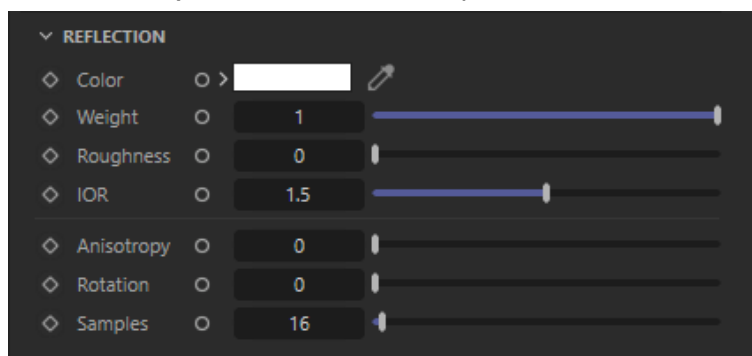 REFLECTION
Color
Weight 1
Roughness 0
IOR 1.5
Anisotropy 0
Rotation 0
Samples 16